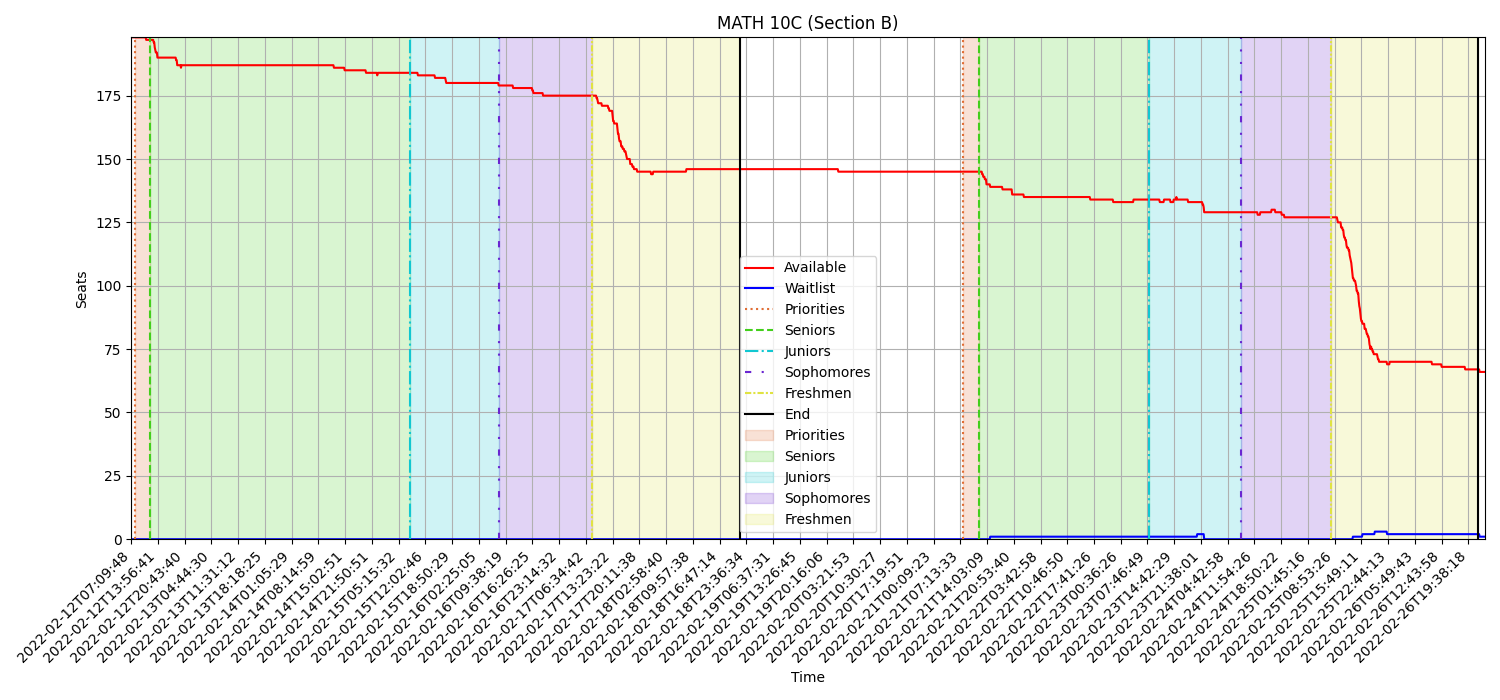 MATH 10C (Section B)
Seats
175
150
125
100
75
50
25
0
Available
Waitlist
Priorities
Seniors
Juniors
Sophomores
Freshmen
End
Priorities
Seniors
Juniors
Sophomores
Freshmen
2022-02-12T07:09:48
2022-02-12T13:56:41
2022-02-12T20:43:40
2022-02-13T04:44:30
2022-02-13T11:31:12
2022-02-13T18:18:25
2022-02-14T01:05:29
2022-02-14T08:14:59
2022-02-14T15:02:51
2022-02-14T21:50:51
2022-02-15T05:15:32
2022-02-15T12:02:46
2022-02-15T18:50:29
2022-02-16T02:25:05
2022-02-16T09:38:19
2022-02-16T16:26:25
2022-02-16T23:14:32
2022-02-17T06:34:42
2022-02-17T13:23:22
2022-02-17T20:11:38
2022-02-18T02:58:40
2022-02-18T09:57:38
2022-02-18T16:47:14
2022-02-18T23:36:34
2022-02-19T06:37:31
2022-02-19T13:26:45
2022-02-19T20:16:06
2022-02-20T03:21:53
2022-02-20T10:30:27
2022-02-20T17:19:51
2022-02-21T00:09:23
2022-02-21T07:13:33
2022-02-21T14:03:09
2022-02-21T20:53:40
2022-02-22T03:42:58
2022-02-22T10:46:50
2022-02-22T17:41:26
2022-02-23T00:36:26
2022-02-23T07:46:49
2022-02-23T14:42:29
2022-02-23T21:38:01
2022-02-24T04:42:58
2022-02-24T11:54:26
2022-02-24T18:50:22
2022-02-25T01:45:16
2022-02-25T08:53:26
2022-02-25T15:49:11
2022-02-25T22:44:13
2022-02-26T05:49:43
2022-02-26T12:43:58
2022-02-26T19:38:18
Time